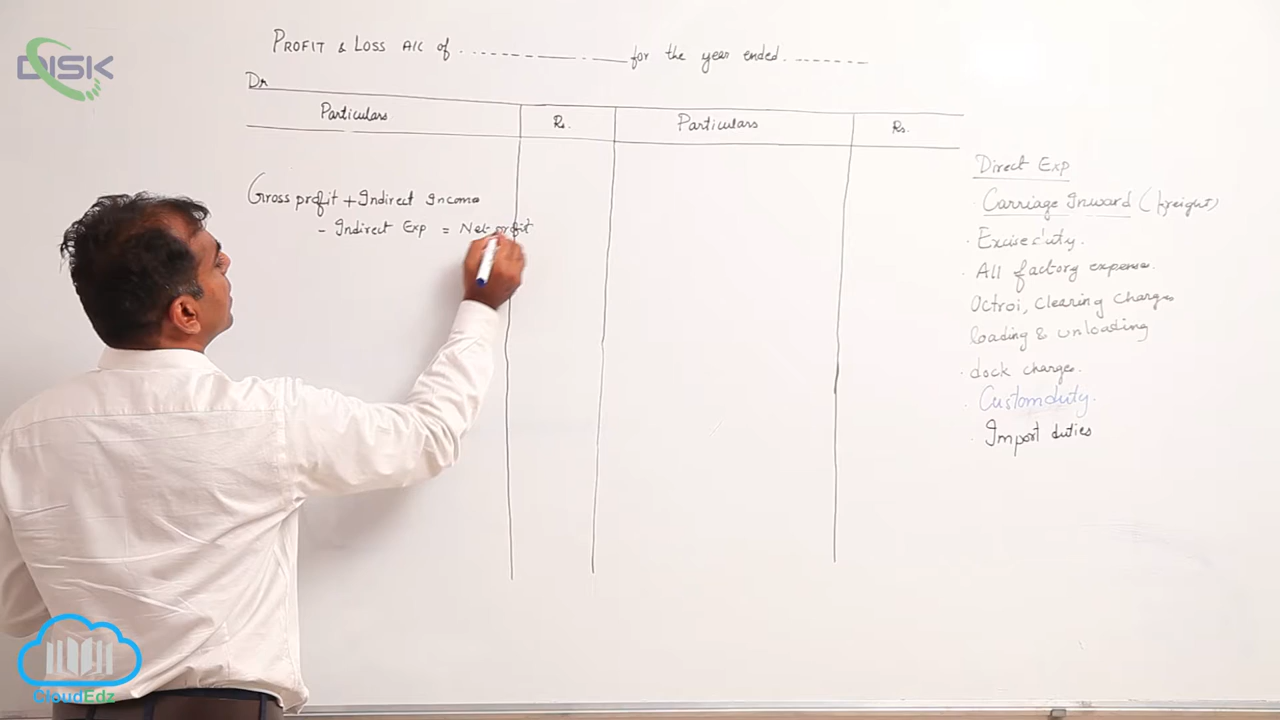 DISK
PROFIT & LOSS A/C of ............ for the year ended ........
Dr
Particulars Rs. Particulars Rs.
Gross profit + Indirect Income
- Indirect Exp = Net profit
Direct Exp
· Carriage Inward (freight)
· Excise duty.
· All factory expense.
Octroi, clearing charges
loading & unloading
· dock charge.
· Custom duty.
· Import duties
CloudEdz